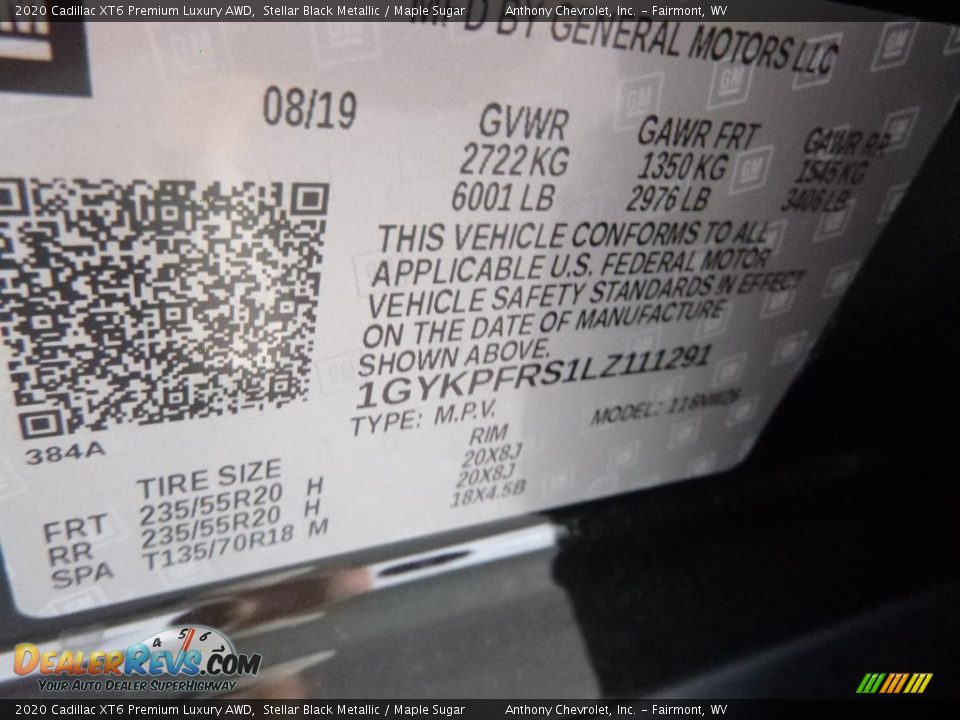 2020 Cadillac XT6 Premium Luxury AWD, Stellar Black Metallic / Maple Sugar Anthony Chevrolet, Inc. - Fairmont, WV
MF'D BY GENERAL MOTORS LLC
08/19 GVWR GAWR FRT GAWR RR
2722 KG 1350 KG 1545 KG
6001 LB 2976 LB 3406 LB
THIS VEHICLE CONFORMS TO ALL
APPLICABLE U.S. FEDERAL MOTOR
VEHICLE SAFETY STANDARDS IN EFFECT
ON THE DATE OF MANUFACTURE
SHOWN ABOVE.
1GYKPFRS1LZ111291
TYPE: M.P.V. MODEL:
384A
TIRE SIZE RIM
FRT 235/55R20 H 20X8J
RR 235/55R20 H 20X8J
SPA T135/70R18 M 18X4.5B
4 5 6
DEALERREVS.COM
YOUR AUTO DEALER SUPERHIGHWAY
2020 Cadillac XT6 Premium Luxury AWD, Stellar Black Metallic / Maple Sugar Anthony Chevrolet, Inc. - Fairmont, WV